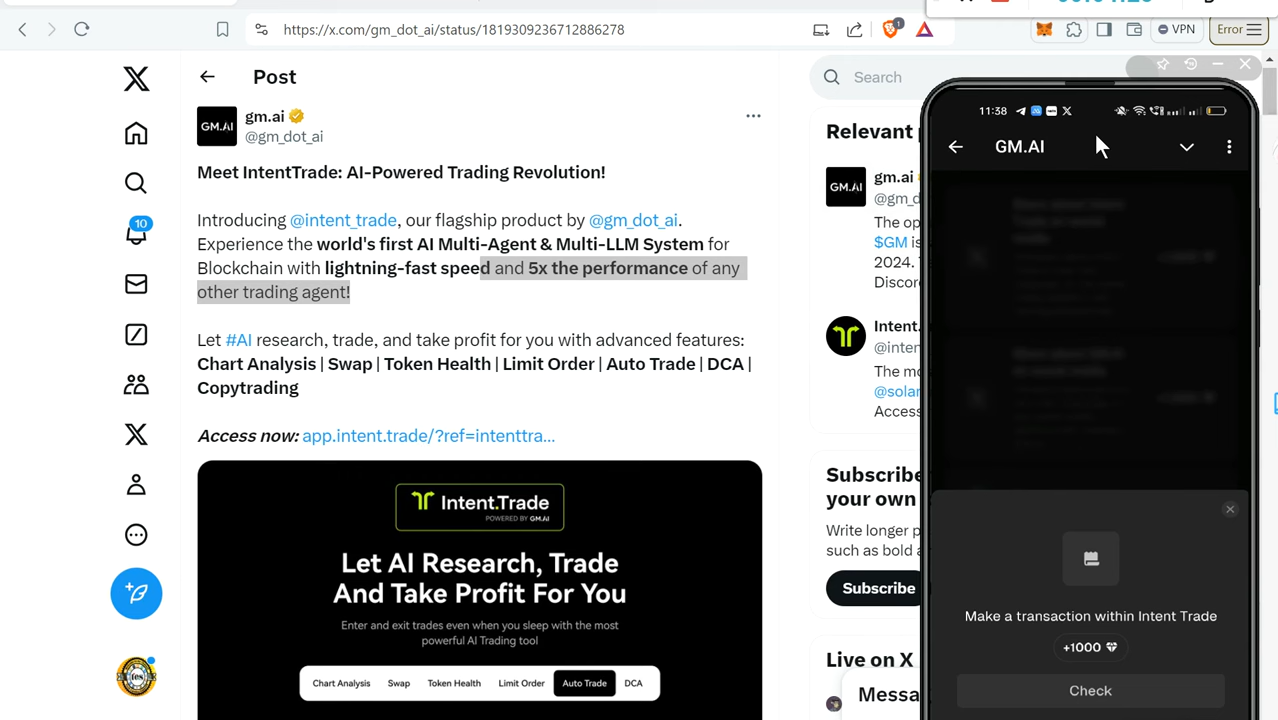 https://x.com/gm_dot_ai/status/1819309236712886278
1
VPN
Error
Post
Search
10
GM.AI
gm.ai
@gm_dot_ai
Meet IntentTrade: AI-Powered Trading Revolution!
Introducing @intent_trade, our flagship product by @gm_dot_ai.
Experience the world's first AI Multi-Agent & Multi-LLM System for
Blockchain with lightning-fast speed and 5x the performance of any
other trading agent!
Let #AI research, trade, and take profit for you with advanced features:
Chart Analysis | Swap | Token Health | Limit Order | Auto Trade | DCA |
Copytrading
Access now: app.intent.trade/?ref=intenttra...
Intent.Trade
POWERED BY GM.AI
Let AI Research, Trade
And Take Profit For You
Enter and exit trades even when you sleep with the most
powerful AI Trading tool
Chart Analysis Swap Token Health Limit Order Auto Trade DCA
Relevant
GM.AI
gm.ai
@gm_d
The op
$GM is
2024.
Discor
Intent.
@inten
The mo
@solar
Acces
Subscribe
your own
Write longer p
such as bold a
Subscribe
Live on X
Messa
11:38
GM.AI
Make a transaction within Intent Trade
+1000
Check